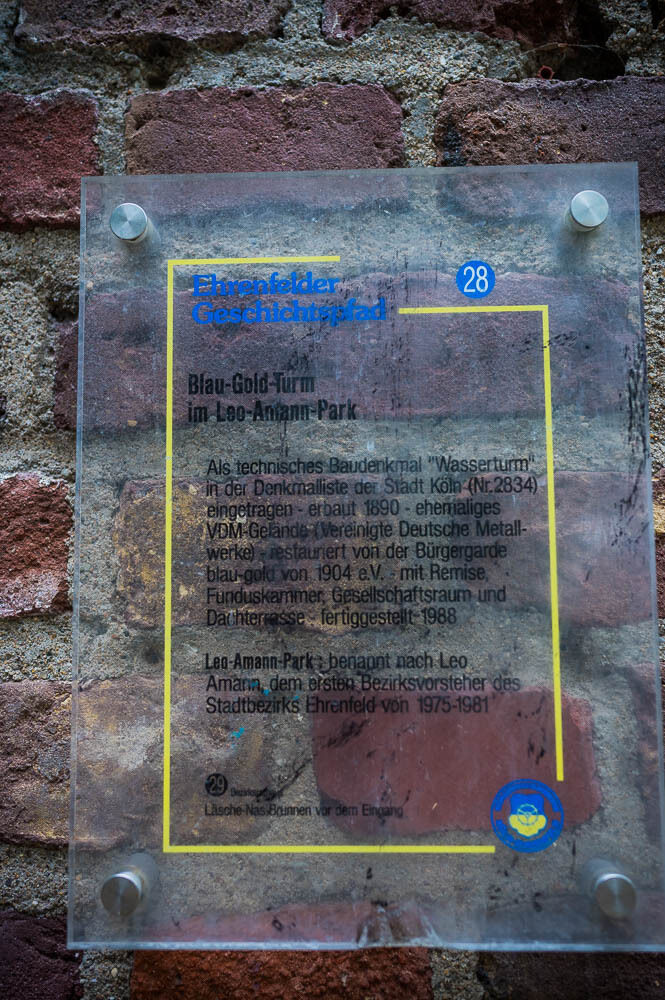 Ehrenfelder
Geschichtspfad
28
Blau-Gold-Turm
im Leo-Amann-Park
Als technisches Baudenkmal "Wasserturm"
in der Denkmalliste der Stadt Köln (Nr.2834)
eingetragen - erbaut 1890 - ehemaliges
VDM-Gelände (Vereinigte Deutsche Metall-
werke) - restauriert von der Bürgergarde
blau-gold von 1904 e.V. - mit Remise,
Funduskammer, Gesellschaftsraum und
Dachterrasse - fertiggestellt 1988
Leo-Amann-Park : benannt nach Leo
Amann, dem ersten Bezirksvorsteher des
Stadtbezirks Ehrenfeld von 1975-1981
29
Läsche-Nas-Brunnen vor dem Eingang